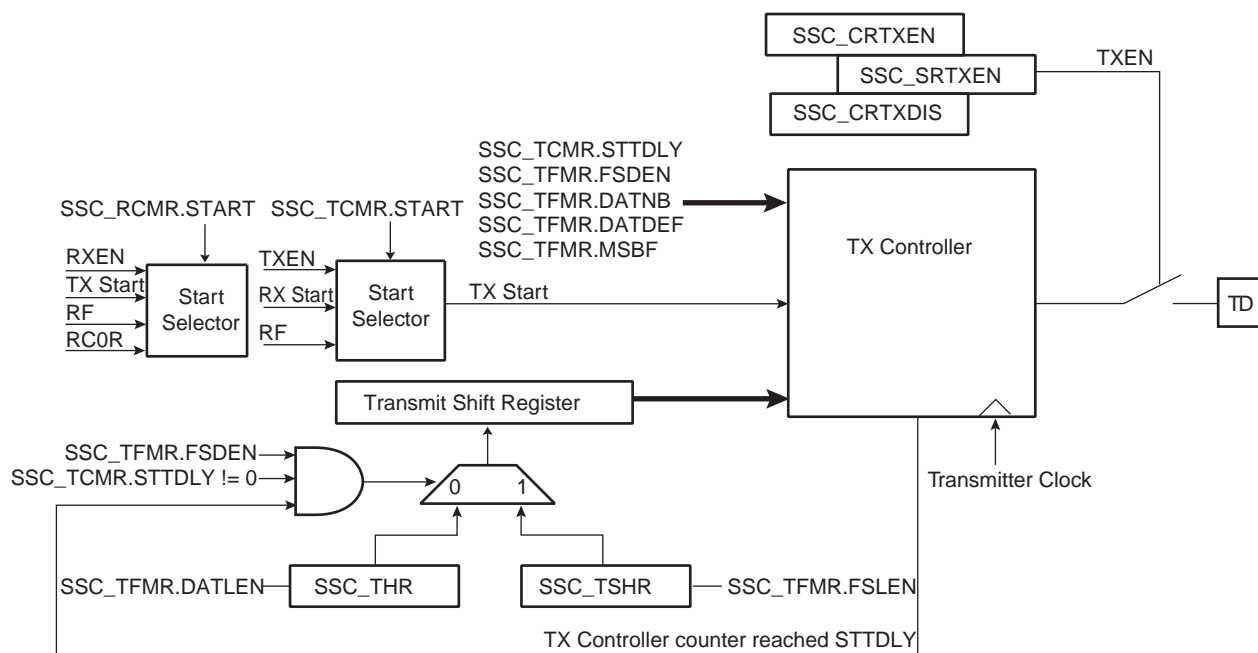 SSC_CRTXEN
SSC_SRTXEN
TXEN
SSC_CRTXDIS
SSC_TCMR.STTDLY
SSC_TFMR.FSDEN
SSC_TFMR.DATNB
SSC_TFMR.DATDEF
SSC_TFMR.MSBF
SSC_RCMR.START
SSC_TCMR.START
RXEN
TX Start
RF
RC0R
Start
Selector
TXEN
RX Start
RF
Start
Selector
TX Start
TX Controller
TD
Transmit Shift Register
Transmitter Clock
SSC_TFMR.FSDEN
SSC_TCMR.STTDLY != 0
0
1
SSC_TFMR.DATLEN
SSC_THR
SSC_TSHR
SSC_TFMR.FSLEN
TX Controller counter reached STTDLY